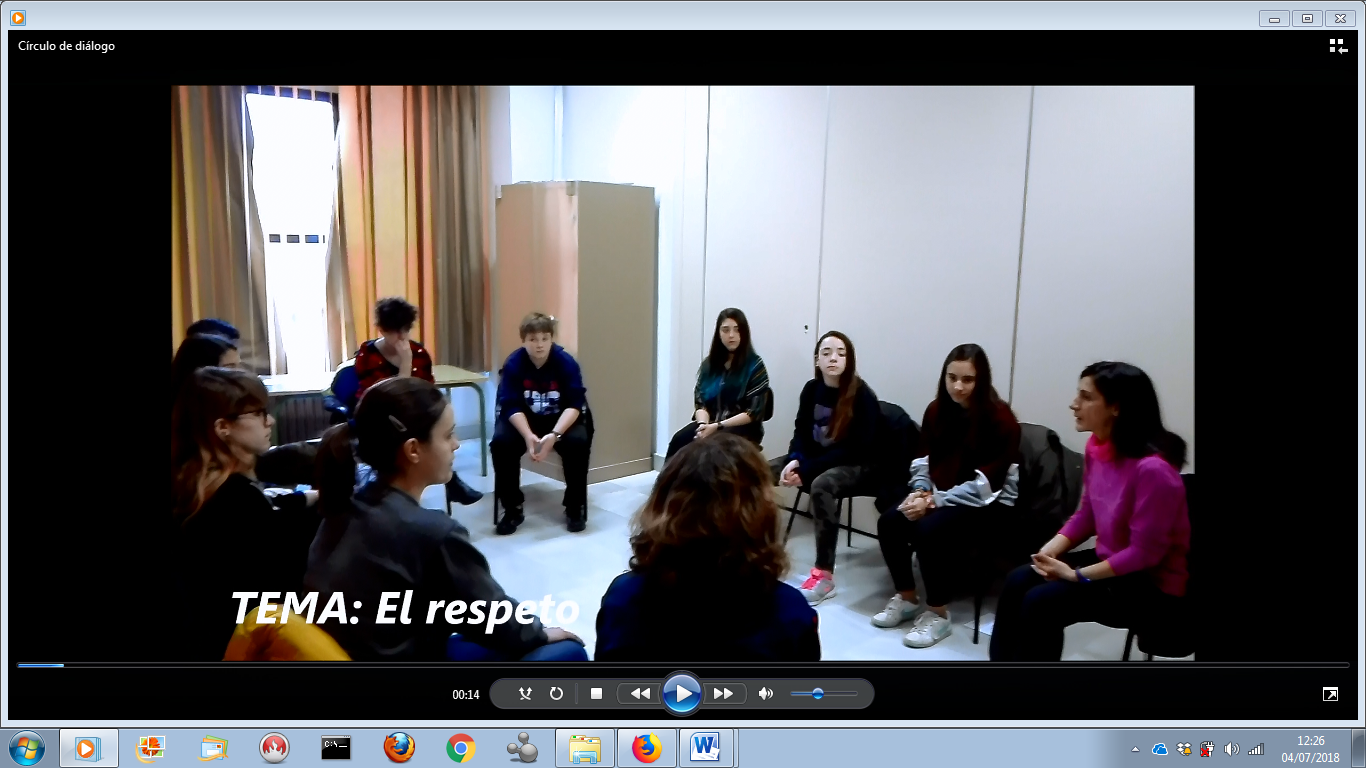 Círculo de diálogo
TEMA: El respeto
00:14
C:\_
12:26
04/07/2018